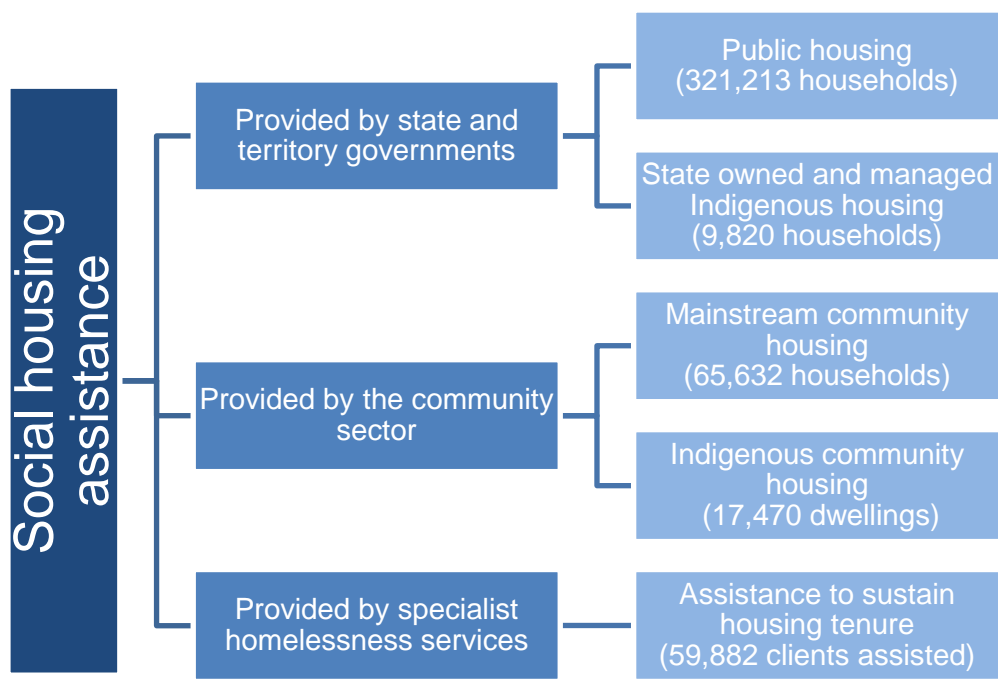 Social housing
assistance
Provided by state and
territory governments
Public housing
(321,213 households)
State owned and managed
Indigenous housing
(9,820 households)
Provided by the community
sector
Mainstream community
housing
(65,632 households)
Indigenous community
housing
(17,470 dwellings)
Provided by specialist
homelessness services
Assistance to sustain
housing tenure
(59,882 clients assisted)